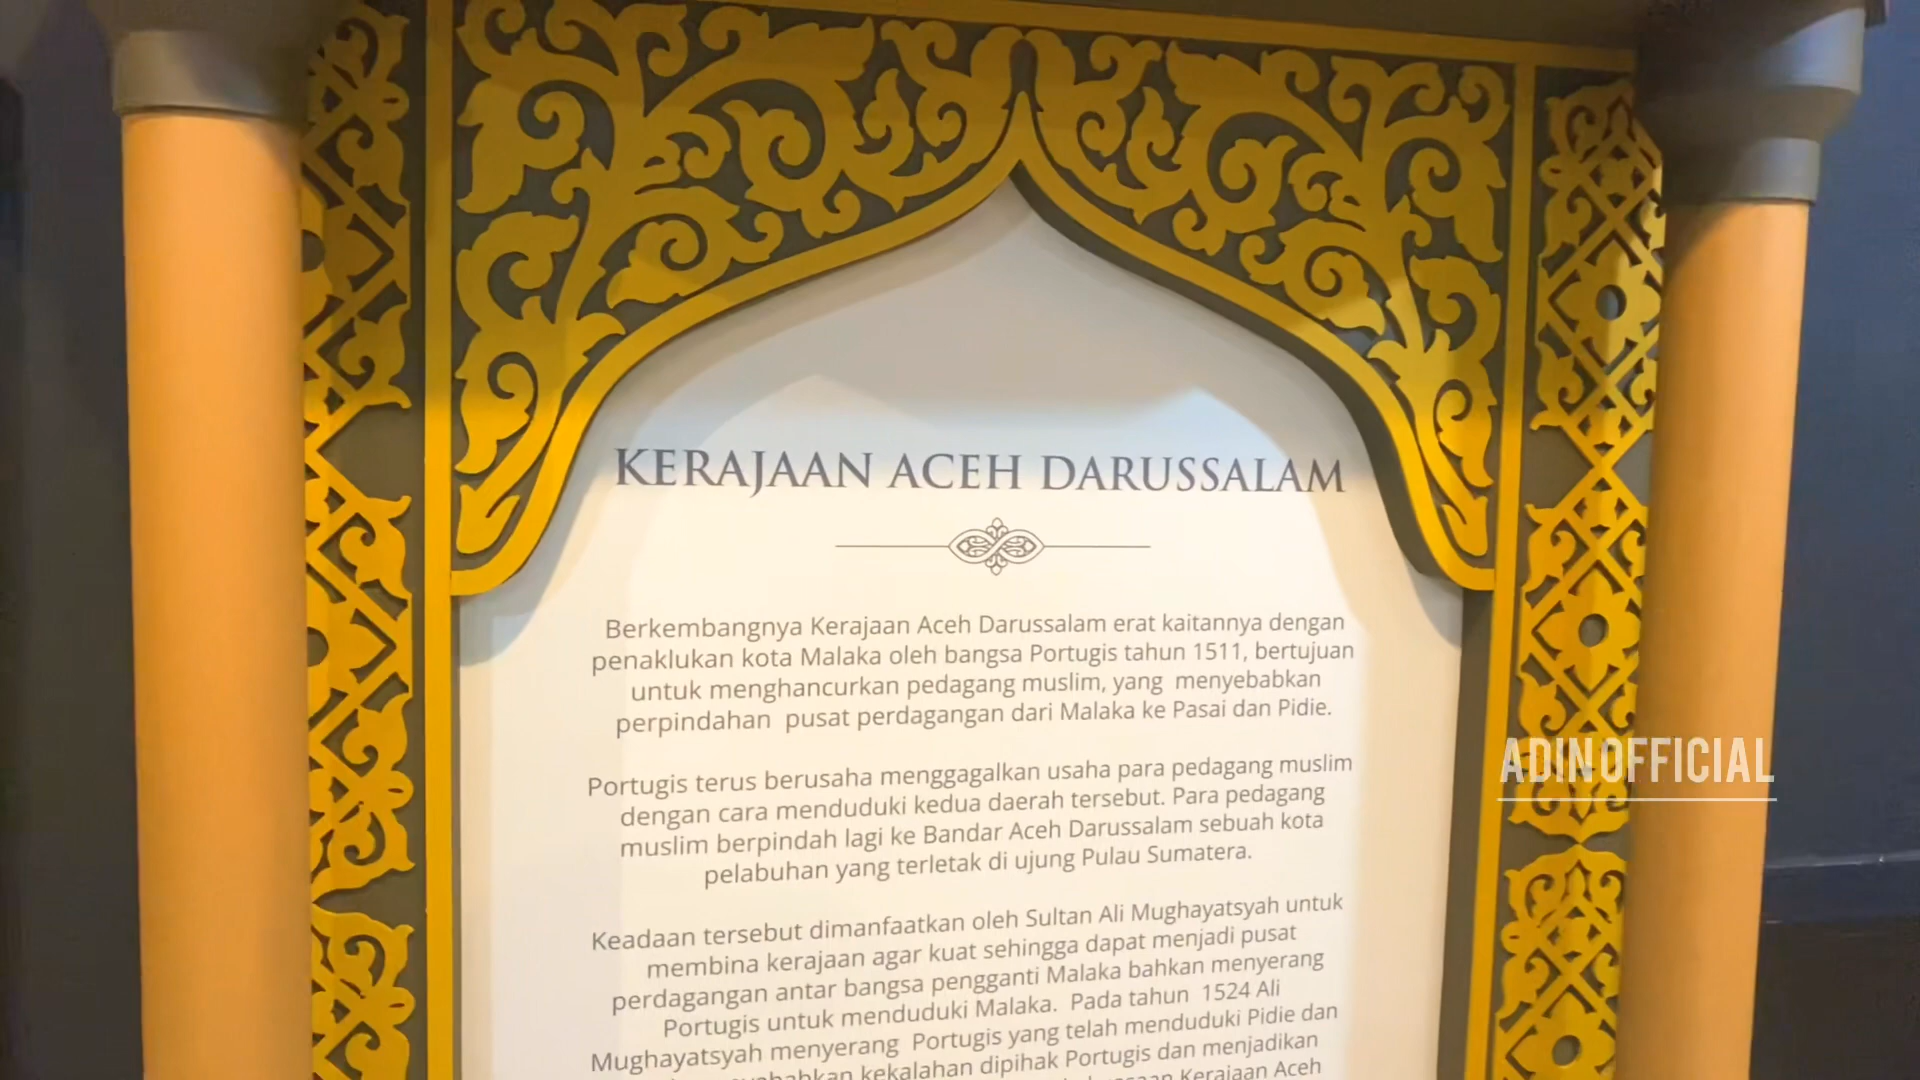 KERAJAAN ACEH DARUSSALAM
Berkembangnya Kerajaan Aceh Darussalam erat kaitannya dengan
penaklukan kota Malaka oleh bangsa Portugis tahun 1511, bertujuan
untuk menghancurkan pedagang muslim, yang menyebabkan
perpindahan pusat perdagangan dari Malaka ke Pasai dan Pidie.
Portugis terus berusaha menggagalkan usaha para pedagang muslim
dengan cara menduduki kedua daerah tersebut. Para pedagang
muslim berpindah lagi ke Bandar Aceh Darussalam sebuah kota
pelabuhan yang terletak di ujung Pulau Sumatera.
Keadaan tersebut dimanfaatkan oleh Sultan Ali Mughayatsyah untuk
membina kerajaan agar kuat sehingga dapat menjadi pusat
perdagangan antar bangsa pengganti Malaka bahkan menyerang
Portugis untuk menduduki Malaka. Pada tahun 1524 Ali
Mughayatsyah menyerang Portugis yang telah menduduki Pidie dan
kekalahan dipihak Portugis dan menjadikan
Kerajaan Aceh
ADIN OFFICIAL